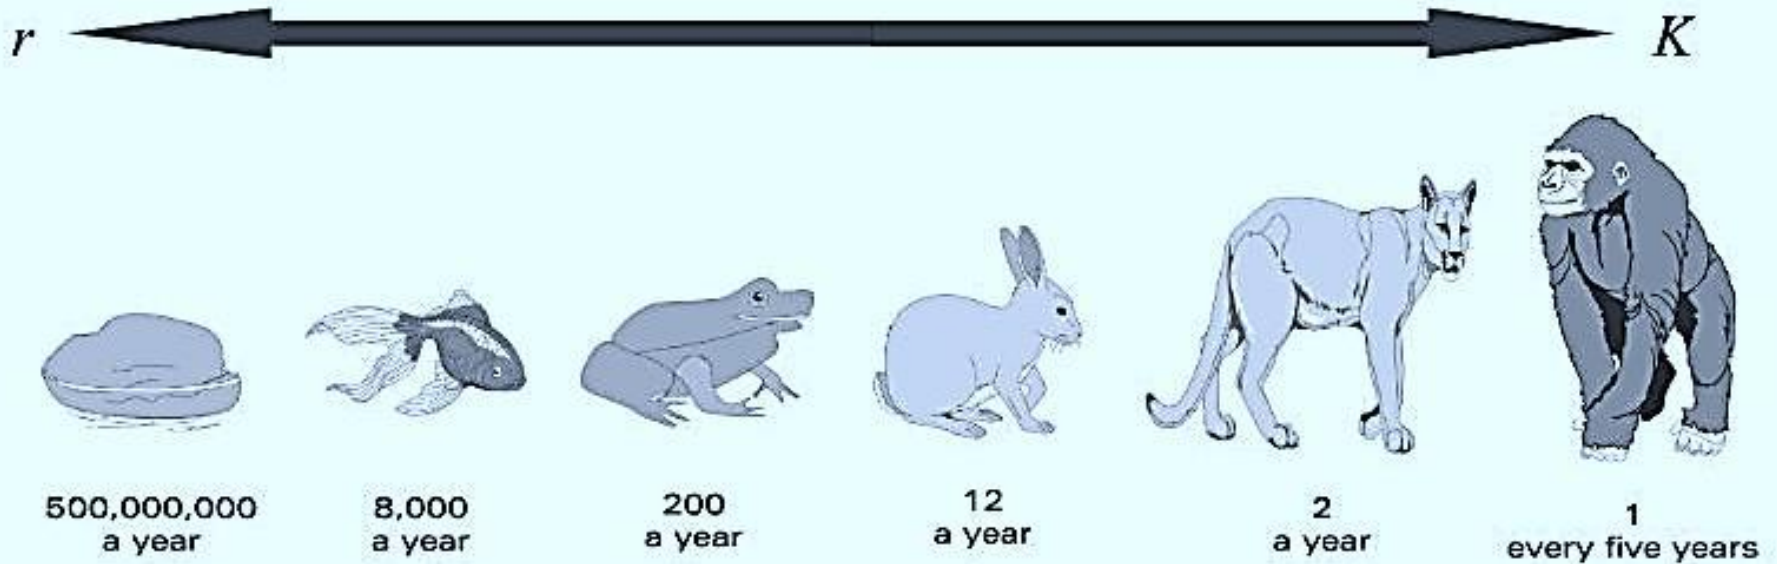 r
K
500,000,000
a year
8,000
a year
200
a year
12
a year
2
a year
1
every five years